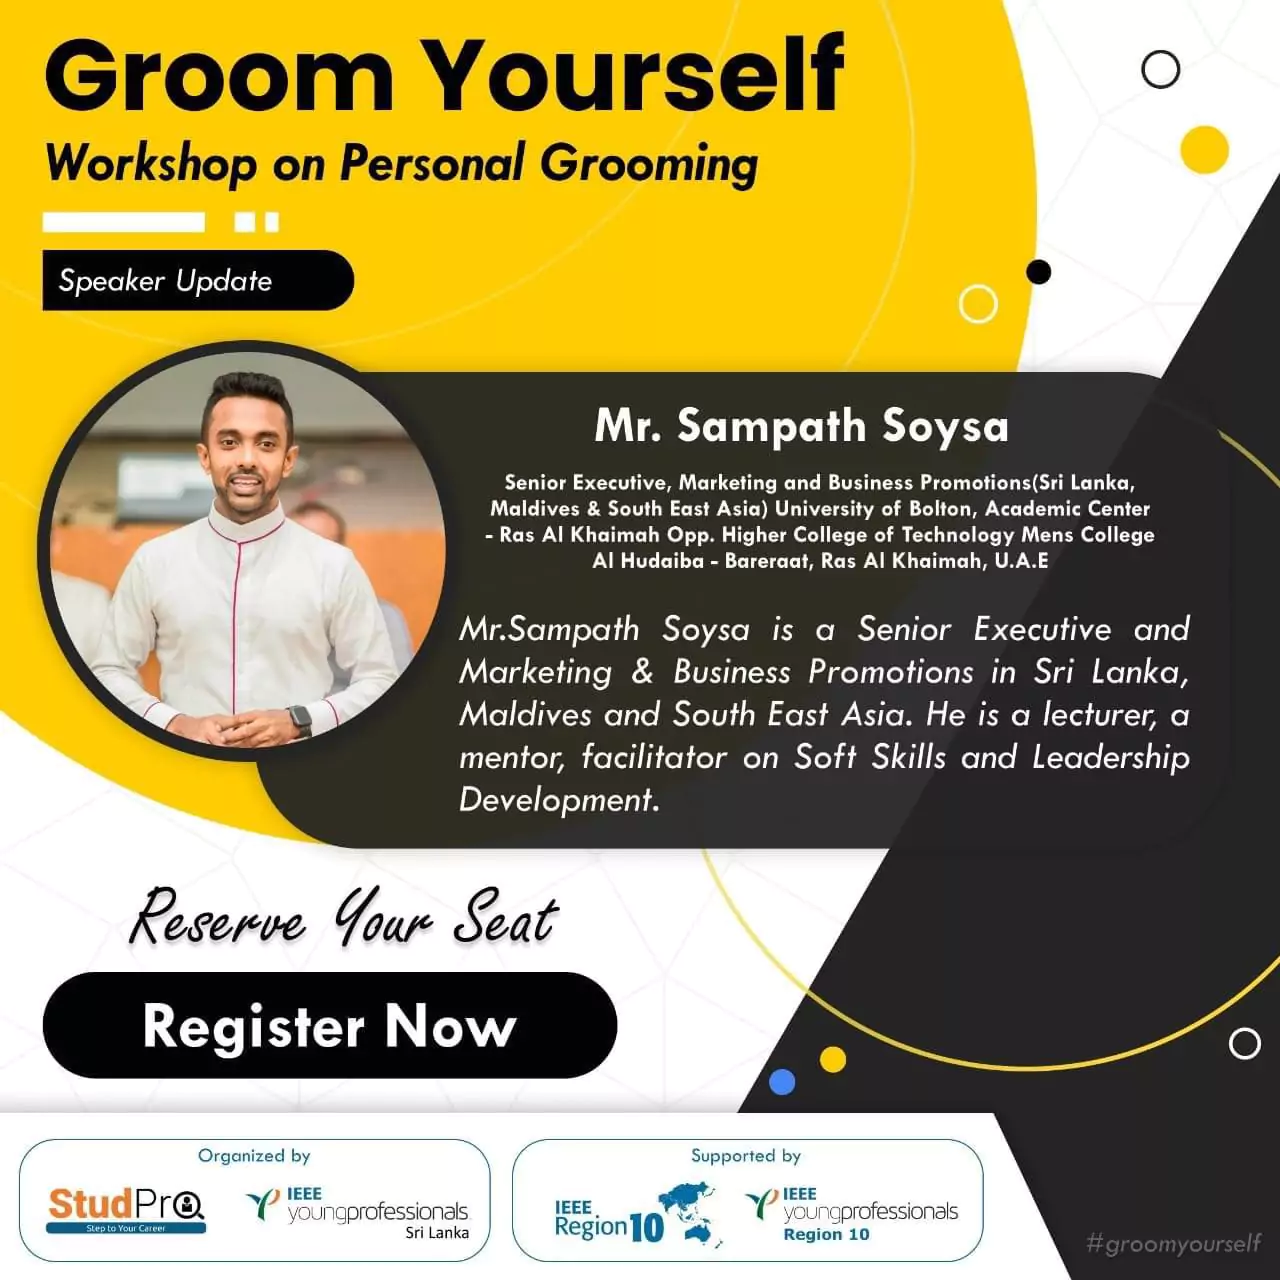 Groom Yourself
Workshop on Personal Grooming
Speaker Update
Mr. Sampath Soysa
Senior Executive, Marketing and Business Promotions(Sri Lanka,
Maldives & South East Asia) University of Bolton, Academic Center
- Ras Al Khaimah Opp. Higher College of Technology Mens College
Al Hudaiba - Bareraat, Ras Al Khaimah, U.A.E
Mr.Sampath Soysa is a Senior Executive and
Marketing & Business Promotions in Sri Lanka,
Maldives and South East Asia. He is a lecturer, a
mentor, facilitator on Soft Skills and Leadership
Development.
Reserve Your Seat
Register Now
Organized by
StudPro
Step to Your Career
IEEE
youngprofessionals
Sri Lanka
Supported by
IEEE
Region 10
IEEE
youngprofessionals
Region 10
#groomyourself